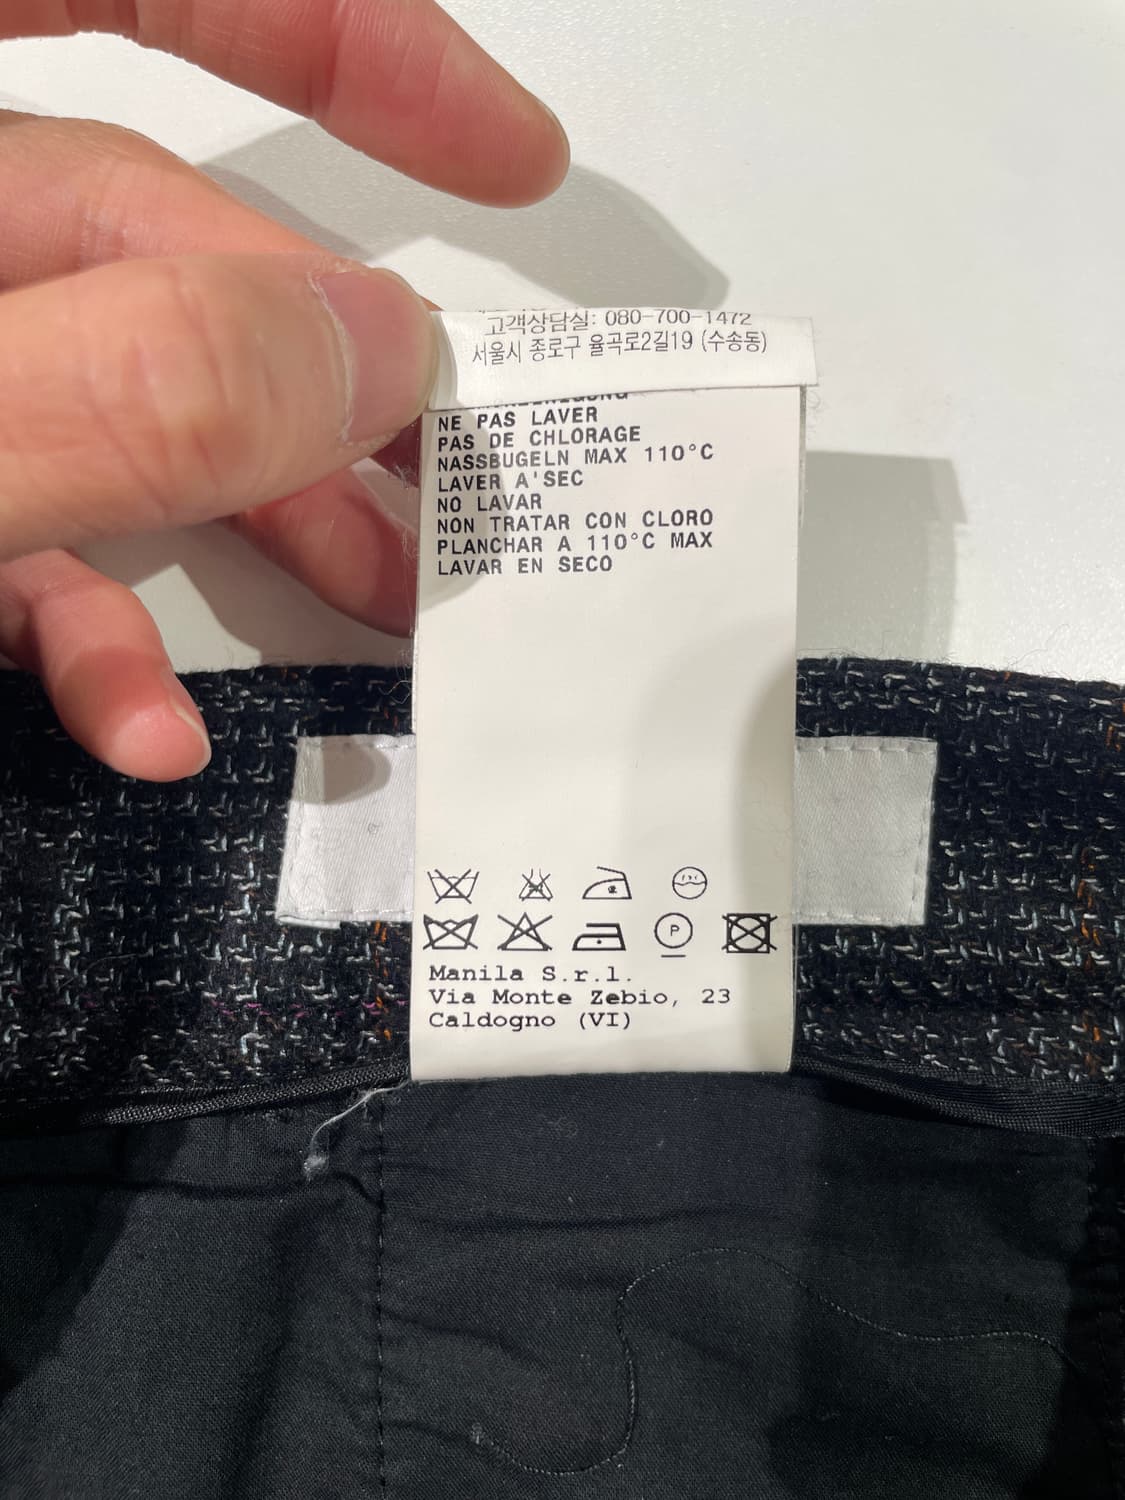 고객상담실: 080-700-1472
서울시 종로구 율곡로2길19 (수송동)
NE PAS LAVER
PAS DE CHLORAGE
NASSBUGELN MAX 110°C
LAVER A'SEC
NO LAVAR
NON TRATAR CON CLORO
PLANCHAR A 110°C MAX
LAVAR EN SECO
P
Manila S.r.l.
Via Monte Zebio, 23
Caldogno (VI)